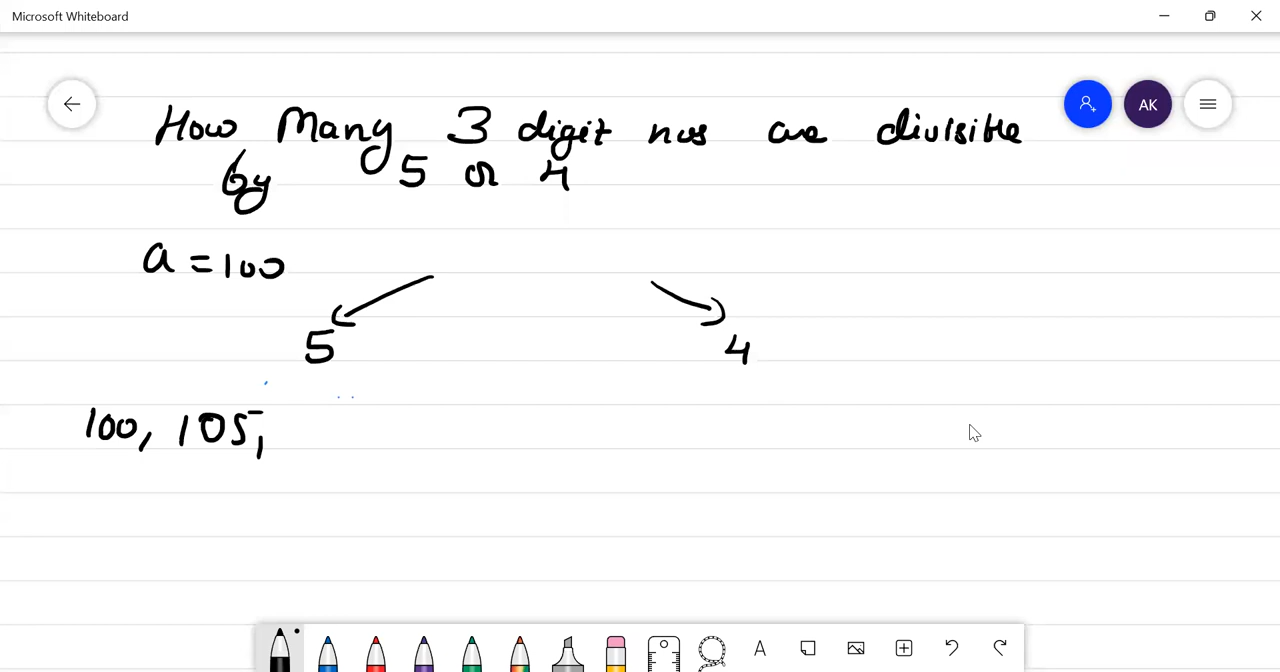 Microsoft Whiteboard
AK
How Many 3 digit nos are divisible
by 5 or 4
a = 100
5 4
100, 105,
A